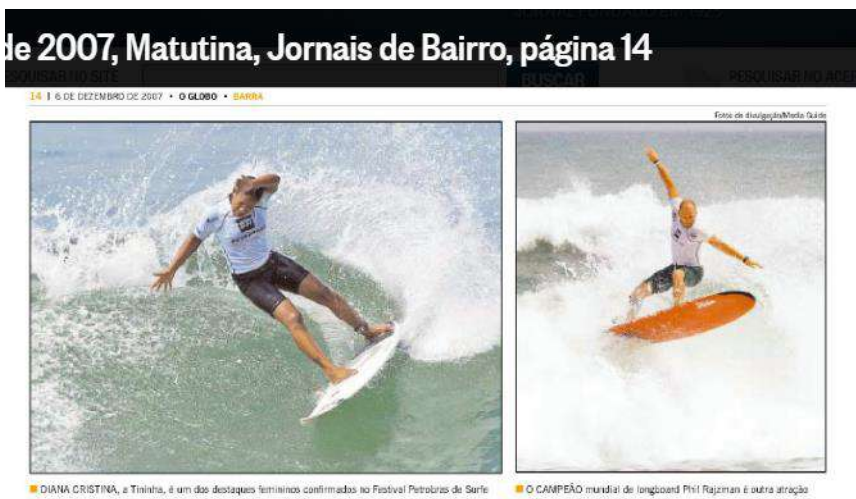 de 2007, Matutina, Jornais de Bairro, página 14
PESQUISAR NO SITE
BUSCAR
PESQUISAR NO ACER
14 | 6 DE DEZEMBRO DE 2007 • O GLOBO • BARRA
Fotos de divulgação/Media Guide
DIANA CRISTINA, a Tininha, é um dos destaques femininos confirmados no Festival Petrobras de Surfe
O CAMPEÃO mundial de longboard Phil Rajzman é outra atração